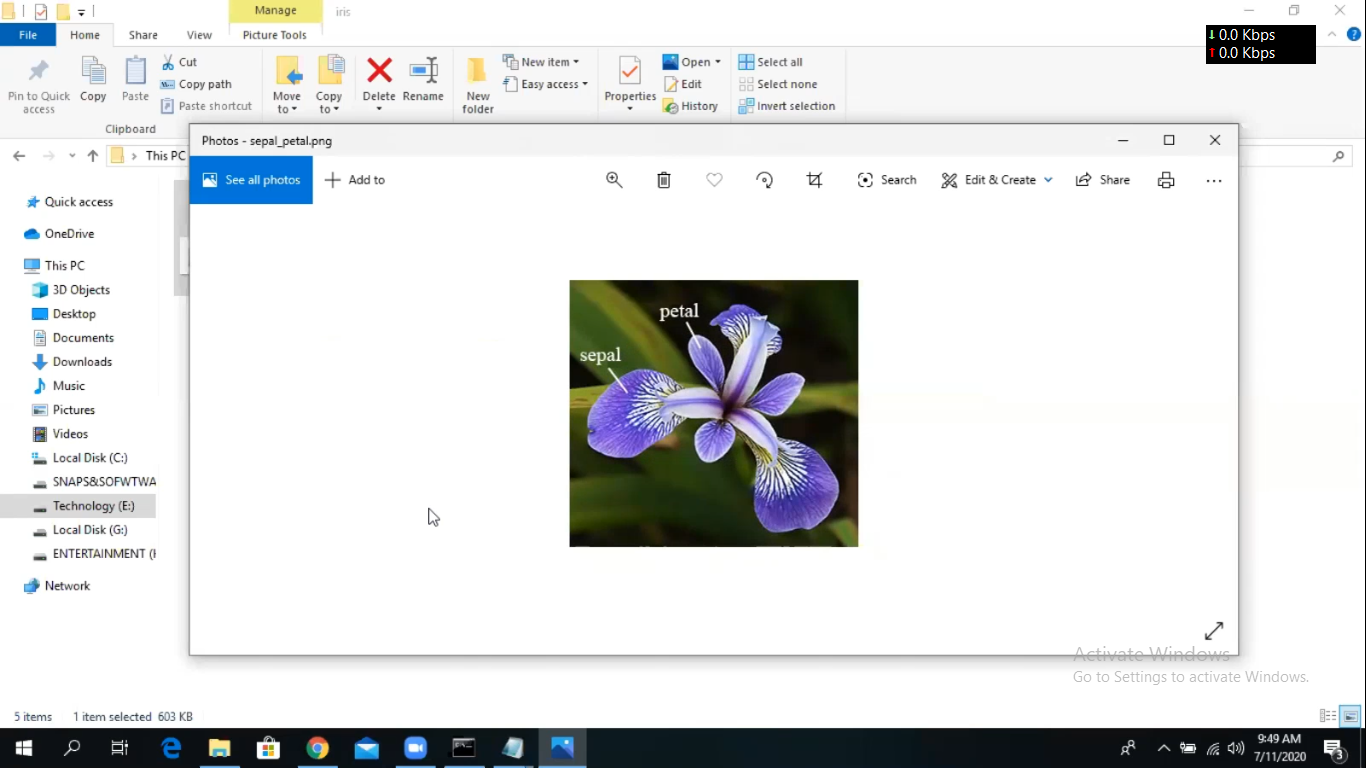 Manage
iris
File
Home
Share
View
Picture Tools
0.0 Kbps
0.0 Kbps
Pin to Quick access
Copy
Paste
Cut
Copy path
Paste shortcut
Clipboard
Move to
Copy to
Delete
Rename
New folder
New item
Easy access
Properties
Open
Edit
History
Select all
Select none
Invert selection
This PC
Photos - sepal_petal.png
See all photos
Add to
Search
Edit & Create
Share
Quick access
OneDrive
This PC
3D Objects
Desktop
Documents
Downloads
Music
Pictures
Videos
Local Disk (C:)
SNAPS&SOFWTWA
Technology (E:)
Local Disk (G:)
ENTERTAINMENT (
Network
petal
sepal
Activate Windows
Go to Settings to activate Windows.
5 items 1 item selected 603 KB
9:49 AM
7/11/2020
3